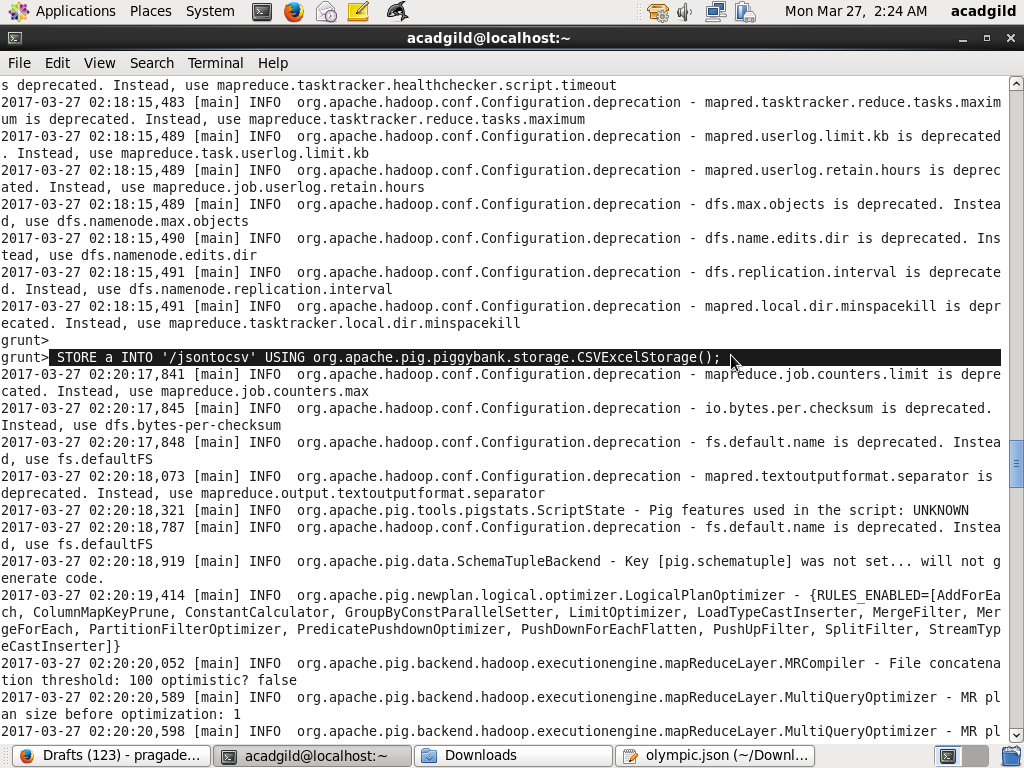 Applications Places System Mon Mar 27, 2:24 AM acadgild
acadgild@localhost:~
File Edit View Search Terminal Help
s deprecated. Instead, use mapreduce.tasktracker.healthchecker.script.timeout
2017-03-27 02:18:15,483 [main] INFO  org.apache.hadoop.conf.Configuration.deprecation - mapred.tasktracker.reduce.tasks.maxim
um is deprecated. Instead, use mapreduce.tasktracker.reduce.tasks.maximum
2017-03-27 02:18:15,489 [main] INFO  org.apache.hadoop.conf.Configuration.deprecation - mapred.userlog.limit.kb is deprecated
. Instead, use mapreduce.task.userlog.limit.kb
2017-03-27 02:18:15,489 [main] INFO  org.apache.hadoop.conf.Configuration.deprecation - mapred.userlog.retain.hours is deprec
ated. Instead, use mapreduce.job.userlog.retain.hours
2017-03-27 02:18:15,489 [main] INFO  org.apache.hadoop.conf.Configuration.deprecation - dfs.max.objects is deprecated. Instea
d, use dfs.namenode.max.objects
2017-03-27 02:18:15,490 [main] INFO  org.apache.hadoop.conf.Configuration.deprecation - dfs.name.edits.dir is deprecated. Ins
tead, use dfs.namenode.edits.dir
2017-03-27 02:18:15,491 [main] INFO  org.apache.hadoop.conf.Configuration.deprecation - dfs.replication.interval is deprecate
d. Instead, use dfs.namenode.replication.interval
2017-03-27 02:18:15,491 [main] INFO  org.apache.hadoop.conf.Configuration.deprecation - mapred.local.dir.minspacekill is depr
ecated. Instead, use mapreduce.tasktracker.local.dir.minspacekill
grunt>
grunt> STORE a INTO '/jsontocsv' USING org.apache.pig.piggybank.storage.CSVExcelStorage();
2017-03-27 02:20:17,841 [main] INFO  org.apache.hadoop.conf.Configuration.deprecation - mapreduce.job.counters.limit is depre
cated. Instead, use mapreduce.job.counters.max
2017-03-27 02:20:17,845 [main] INFO  org.apache.hadoop.conf.Configuration.deprecation - io.bytes.per.checksum is deprecated.
Instead, use dfs.bytes-per-checksum
2017-03-27 02:20:17,848 [main] INFO  org.apache.hadoop.conf.Configuration.deprecation - fs.default.name is deprecated. Instea
d, use fs.defaultFS
2017-03-27 02:20:18,073 [main] INFO  org.apache.hadoop.conf.Configuration.deprecation - mapred.textoutputformat.separator is
deprecated. Instead, use mapreduce.output.textoutputformat.separator
2017-03-27 02:20:18,321 [main] INFO  org.apache.pig.tools.pigstats.ScriptState - Pig features used in the script: UNKNOWN
2017-03-27 02:20:18,787 [main] INFO  org.apache.hadoop.conf.Configuration.deprecation - fs.default.name is deprecated. Instea
d, use fs.defaultFS
2017-03-27 02:20:18,919 [main] INFO  org.apache.pig.data.SchemaTupleBackend - Key [pig.schematuple] was not set... will not g
enerate code.
2017-03-27 02:20:19,414 [main] INFO  org.apache.pig.newplan.logical.optimizer.LogicalPlanOptimizer - {RULES_ENABLED=[AddForEa
ch, ColumnMapKeyPrune, ConstantCalculator, GroupByConstParallelSetter, LimitOptimizer, LoadTypeCastInserter, MergeFilter, Mer
geForEach, PartitionFilterOptimizer, PredicatePushdownOptimizer, PushDownForEachFlatten, PushUpFilter, SplitFilter, StreamTyp
eCastInserter]}
2017-03-27 02:20:20,052 [main] INFO  org.apache.pig.backend.hadoop.executionengine.mapReduceLayer.MRCompiler - File concatena
tion threshold: 100 optimistic? false
2017-03-27 02:20:20,589 [main] INFO  org.apache.pig.backend.hadoop.executionengine.mapReduceLayer.MultiQueryOptimizer - MR pl
an size before optimization: 1
2017-03-27 02:20:20,598 [main] INFO  org.apache.pig.backend.hadoop.executionengine.mapReduceLayer.MultiQueryOptimizer - MR pl
Drafts (123) - pragade... acadgild@localhost:~ Downloads olympic.json (~/Downl...